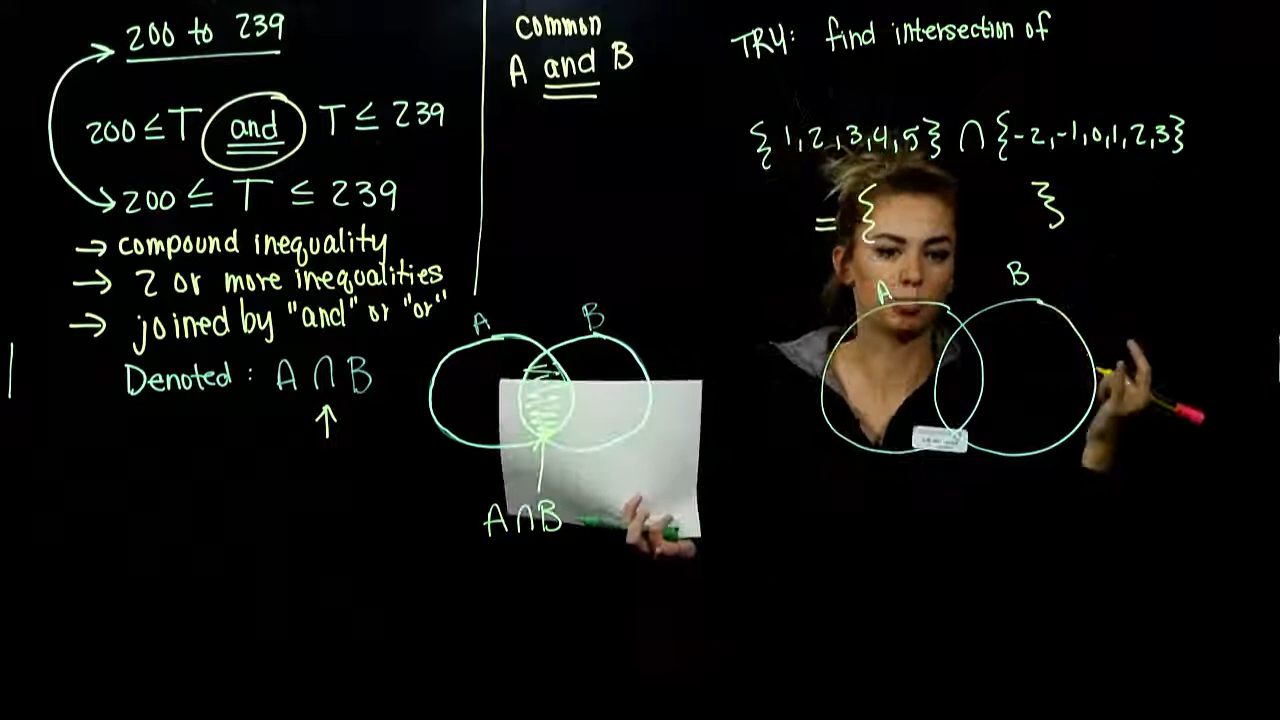 200 to 239
200 ≤ T and T ≤ 239
200 ≤ T ≤ 239
→ compound inequality
→ 2 or more inequalities
→ joined by "and" or "or"
Denoted : A ∩ B
↑
common
A and B
A B
A∩B
TRY: find intersection of
{1,2,3,4,5} ∩ {-2,-1,0,1,2,3}
= { }
A B